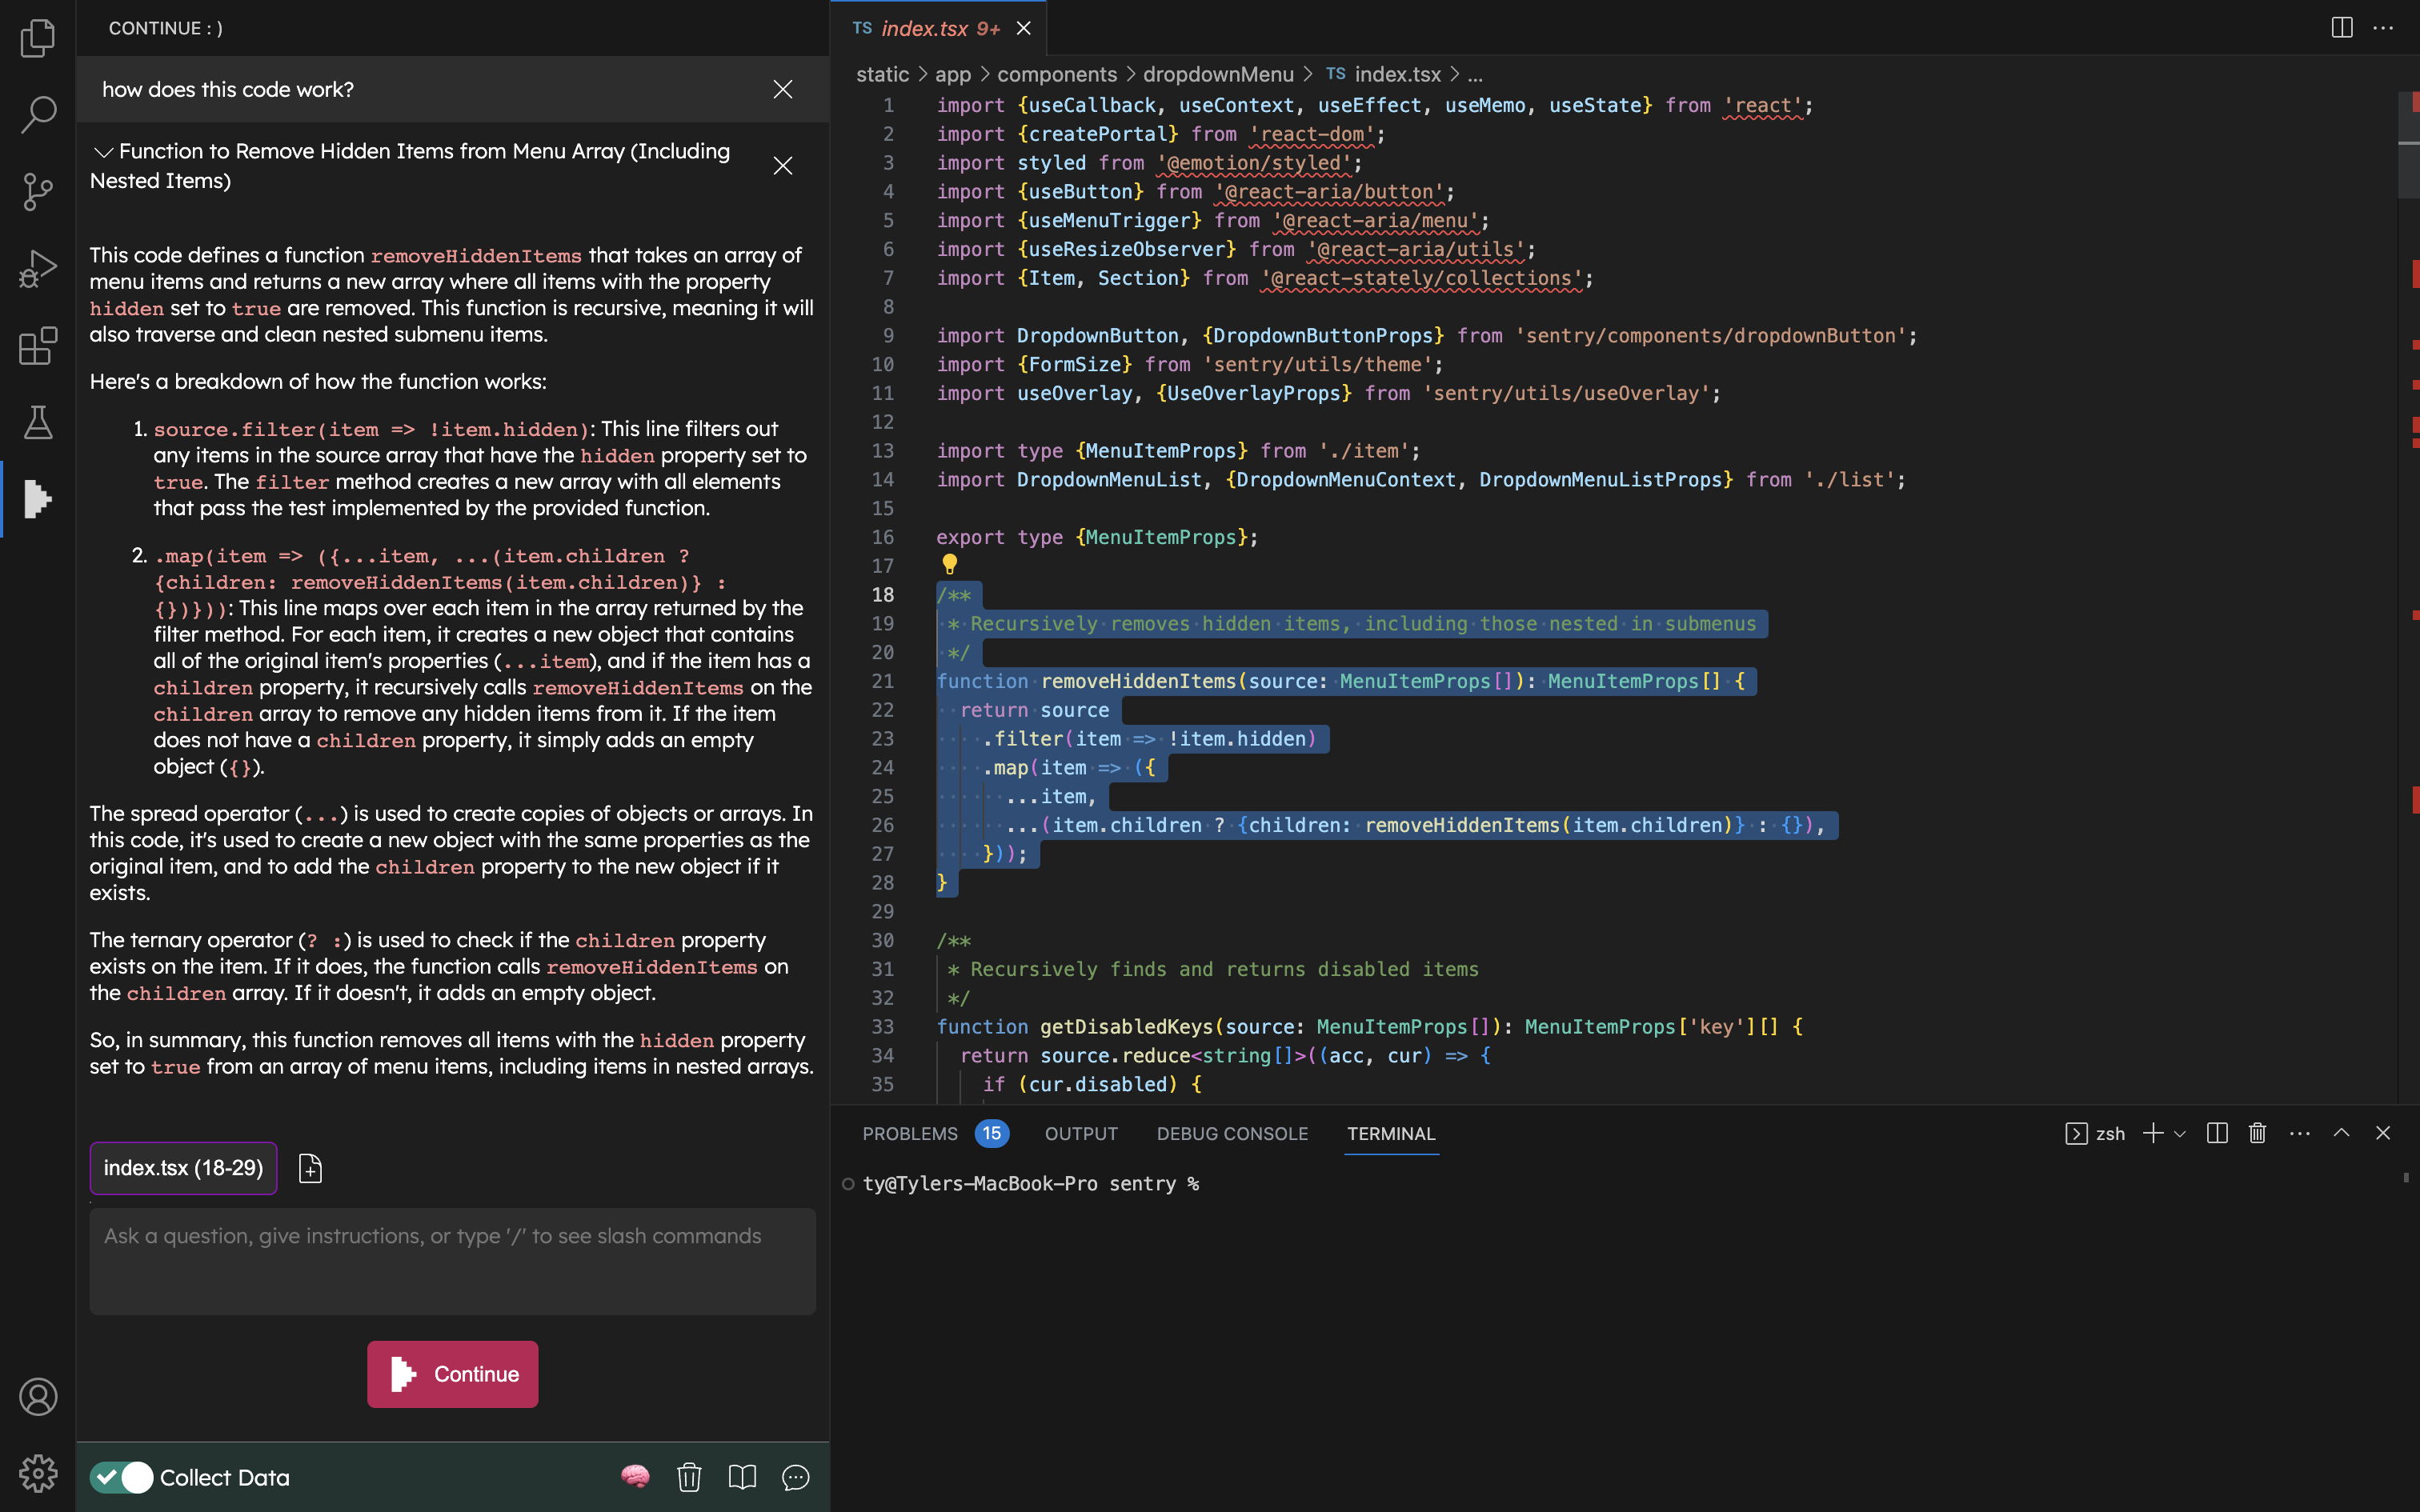 CONTINUE : )
how does this code work?
Function to Remove Hidden Items from Menu Array (Including
Nested Items)
This code defines a function removeHiddenItems that takes an array of
menu items and returns a new array where all items with the property
hidden set to true are removed. This function is recursive, meaning it will
also traverse and clean nested submenu items.
Here's a breakdown of how the function works:
1. source.filter(item => !item.hidden): This line filters out
any items in the source array that have the hidden property set to
true. The filter method creates a new array with all elements
that pass the test implemented by the provided function.
2. .map(item => ({...item, ...(item.children ?
{children: removeHiddenItems(item.children)} :
{})})): This line maps over each item in the array returned by the
filter method. For each item, it creates a new object that contains
all of the original item's properties (...item), and if the item has a
children property, it recursively calls removeHiddenItems on the
children array to remove any hidden items from it. If the item
does not have a children property, it simply adds an empty
object ({}).
The spread operator (...) is used to create copies of objects or arrays. In
this code, it's used to create a new object with the same properties as the
original item, and to add the children property to the new object if it
exists.
The ternary operator (? :) is used to check if the children property
exists on the item. If it does, the function calls removeHiddenItems on
the children array. If it doesn't, it adds an empty object.
So, in summary, this function removes all items with the hidden property
set to true from an array of menu items, including items in nested arrays.
index.tsx (18-29)
Ask a question, give instructions, or type '/' to see slash commands
Continue
Collect Data
TS index.tsx 9+
static > app > components > dropdownMenu > TS index.tsx > ...
1 import {useCallback, useContext, useEffect, useMemo, useState} from 'react';
2 import {createPortal} from 'react-dom';
3 import styled from '@emotion/styled';
4 import {useButton} from '@react-aria/button';
5 import {useMenuTrigger} from '@react-aria/menu';
6 import {useResizeObserver} from '@react-aria/utils';
7 import {Item, Section} from '@react-stately/collections';
8
9 import DropdownButton, {DropdownButtonProps} from 'sentry/components/dropdownButton';
10 import {FormSize} from 'sentry/utils/theme';
11 import useOverlay, {UseOverlayProps} from 'sentry/utils/useOverlay';
12
13 import type {MenuItemProps} from './item';
14 import DropdownMenuList, {DropdownMenuContext, DropdownMenuListProps} from './list';
15
16 export type {MenuItemProps};
17
18 /**
19 * Recursively removes hidden items, including those nested in submenus
20 */
21 function removeHiddenItems(source: MenuItemProps[]): MenuItemProps[] {
22 return source
23 .filter(item => !item.hidden)
24 .map(item => ({
25 ...item,
26 ...(item.children ? {children: removeHiddenItems(item.children)} : {}),
27 }));
28 }
29
30 /**
31 * Recursively finds and returns disabled items
32 */
33 function getDisabledKeys(source: MenuItemProps[]): MenuItemProps['key'][] {
34 return source.reduce<string[]>((acc, cur) => {
35 if (cur.disabled) {
PROBLEMS 15 OUTPUT DEBUG CONSOLE TERMINAL zsh
ty@Tylers-MacBook-Pro sentry %